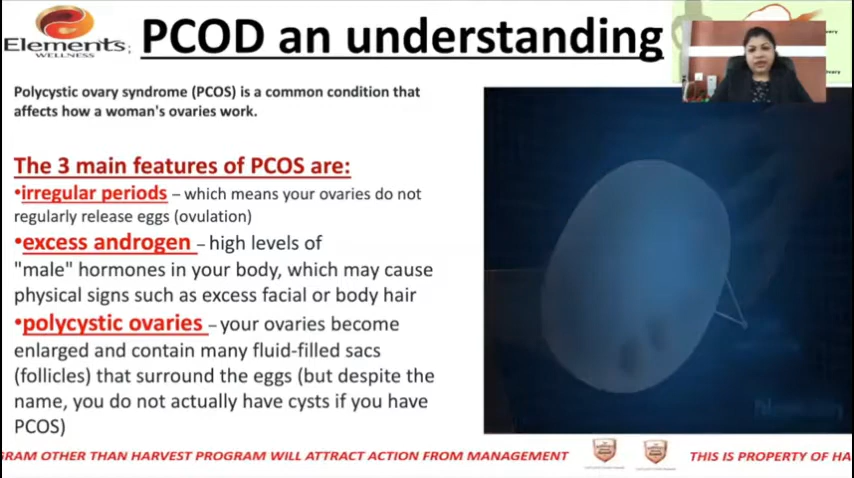 Elements
WELLNESS
PCOD an understanding
Polycystic ovary syndrome (PCOS) is a common condition that
affects how a woman's ovaries work.
The 3 main features of PCOS are:
•irregular periods – which means your ovaries do not
regularly release eggs (ovulation)
•excess androgen – high levels of
"male" hormones in your body, which may cause
physical signs such as excess facial or body hair
•polycystic ovaries – your ovaries become
enlarged and contain many fluid-filled sacs
(follicles) that surround the eggs (but despite the
name, you do not actually have cysts if you have
PCOS)
GRAM OTHER THAN HARVEST PROGRAM WILL ATTRACT ACTION FROM MANAGEMENT
THIS IS PROPERTY OF HA